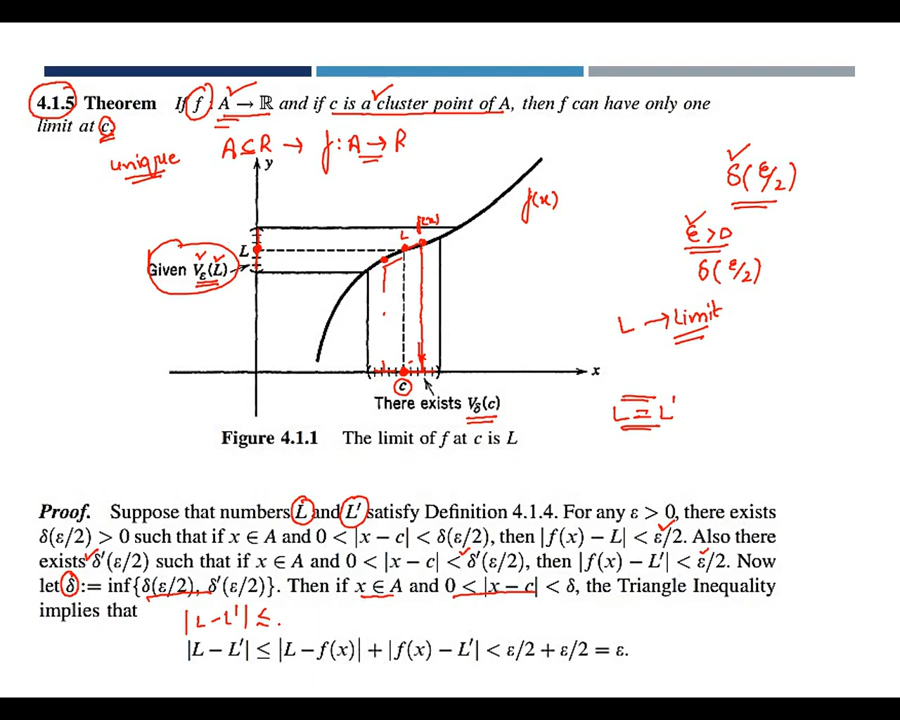 4.1.5 Theorem If f : A → ℝ and if c is a cluster point of A, then f can have only one
limit at c.
unique
A ⊆ R → f : A → R
δ(ε/2)
ε > 0
δ(ε/2)
L → Limit
L = L'
y
f(x)
f(x)
L
L
Given Vε(L)
x
c
There exists Vδ(c)
Figure 4.1.1 The limit of f at c is L
Proof. Suppose that numbers L and L′ satisfy Definition 4.1.4. For any ε > 0, there exists
δ(ε/2) > 0 such that if x ∈ A and 0 < |x − c| < δ(ε/2), then |f(x) − L| < ε/2. Also there
exists δ′(ε/2) such that if x ∈ A and 0 < |x − c| < δ′(ε/2), then |f(x) − L′| < ε/2. Now
let δ := inf{δ(ε/2), δ′(ε/2)}. Then if x ∈ A and 0 < |x − c| < δ, the Triangle Inequality
implies that
|L - L'| ≤ .
|L − L′| ≤ |L − f(x)| + |f(x) − L′| < ε/2 + ε/2 = ε.